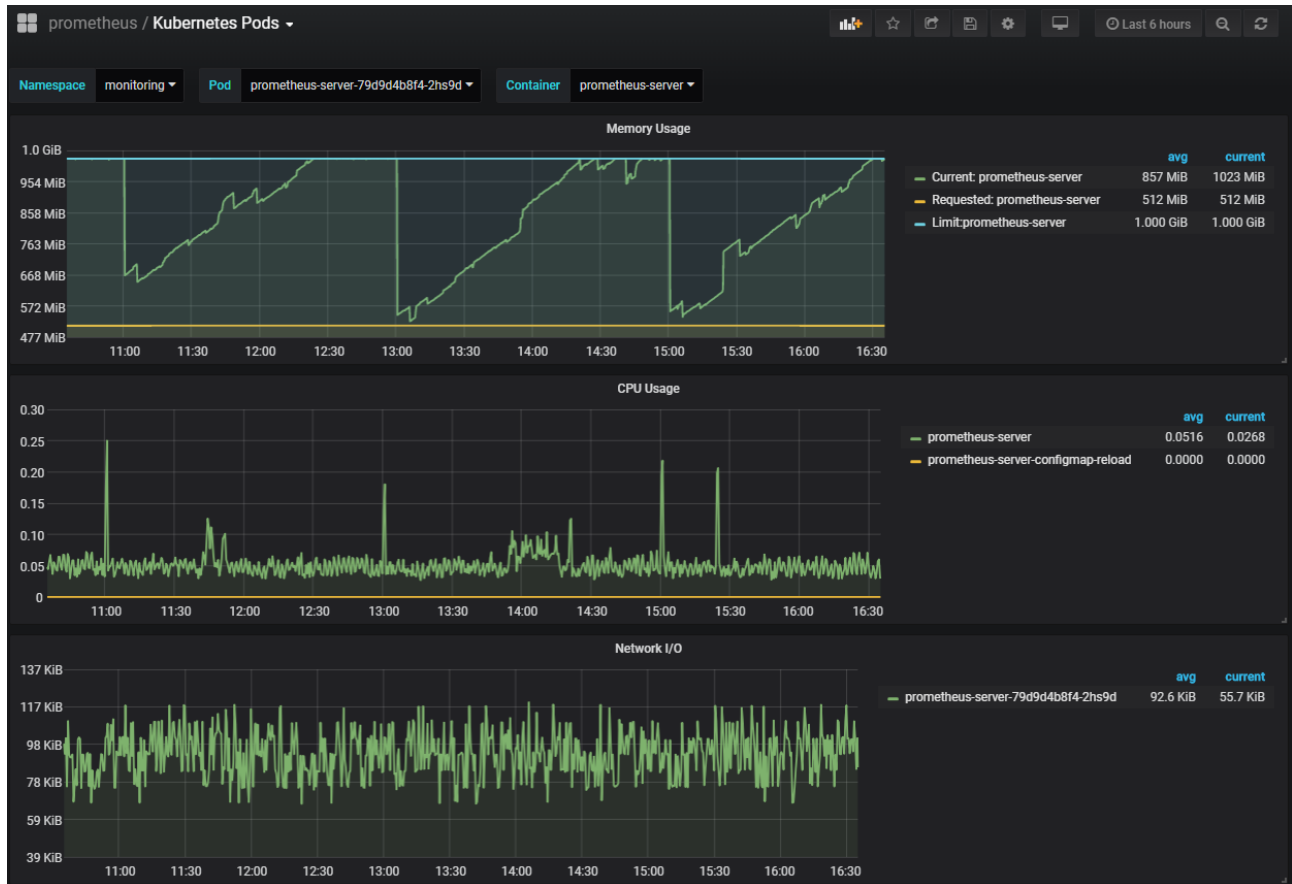 prometheus / Kubernetes Pods
Last 6 hours
Namespace monitoring Pod prometheus-server-79d9d4b8f4-2hs9d Container prometheus-server
Memory Usage
1.0 GiB
954 MiB
858 MiB
763 MiB
668 MiB
572 MiB
477 MiB
11:00 11:30 12:00 12:30 13:00 13:30 14:00 14:30 15:00 15:30 16:00 16:30
avg current
Current: prometheus-server 857 MiB 1023 MiB
Requested: prometheus-server 512 MiB 512 MiB
Limit:prometheus-server 1.000 GiB 1.000 GiB
CPU Usage
0.30
0.25
0.20
0.15
0.10
0.05
0
11:00 11:30 12:00 12:30 13:00 13:30 14:00 14:30 15:00 15:30 16:00 16:30
avg current
prometheus-server 0.0516 0.0268
prometheus-server-configmap-reload 0.0000 0.0000
Network I/O
137 KiB
117 KiB
98 KiB
78 KiB
59 KiB
39 KiB
11:00 11:30 12:00 12:30 13:00 13:30 14:00 14:30 15:00 15:30 16:00 16:30
avg current
prometheus-server-79d9d4b8f4-2hs9d 92.6 KiB 55.7 KiB